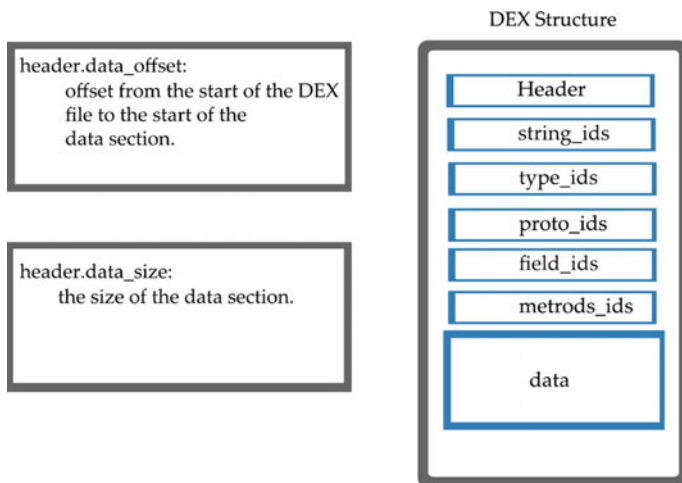 header.data_offset:
offset from the start of the DEX
file to the start of the
data section.
header.data_size:
the size of the data section.
DEX Structure
Header
string_ids
type_ids
proto_ids
field_ids
metrods_ids
data